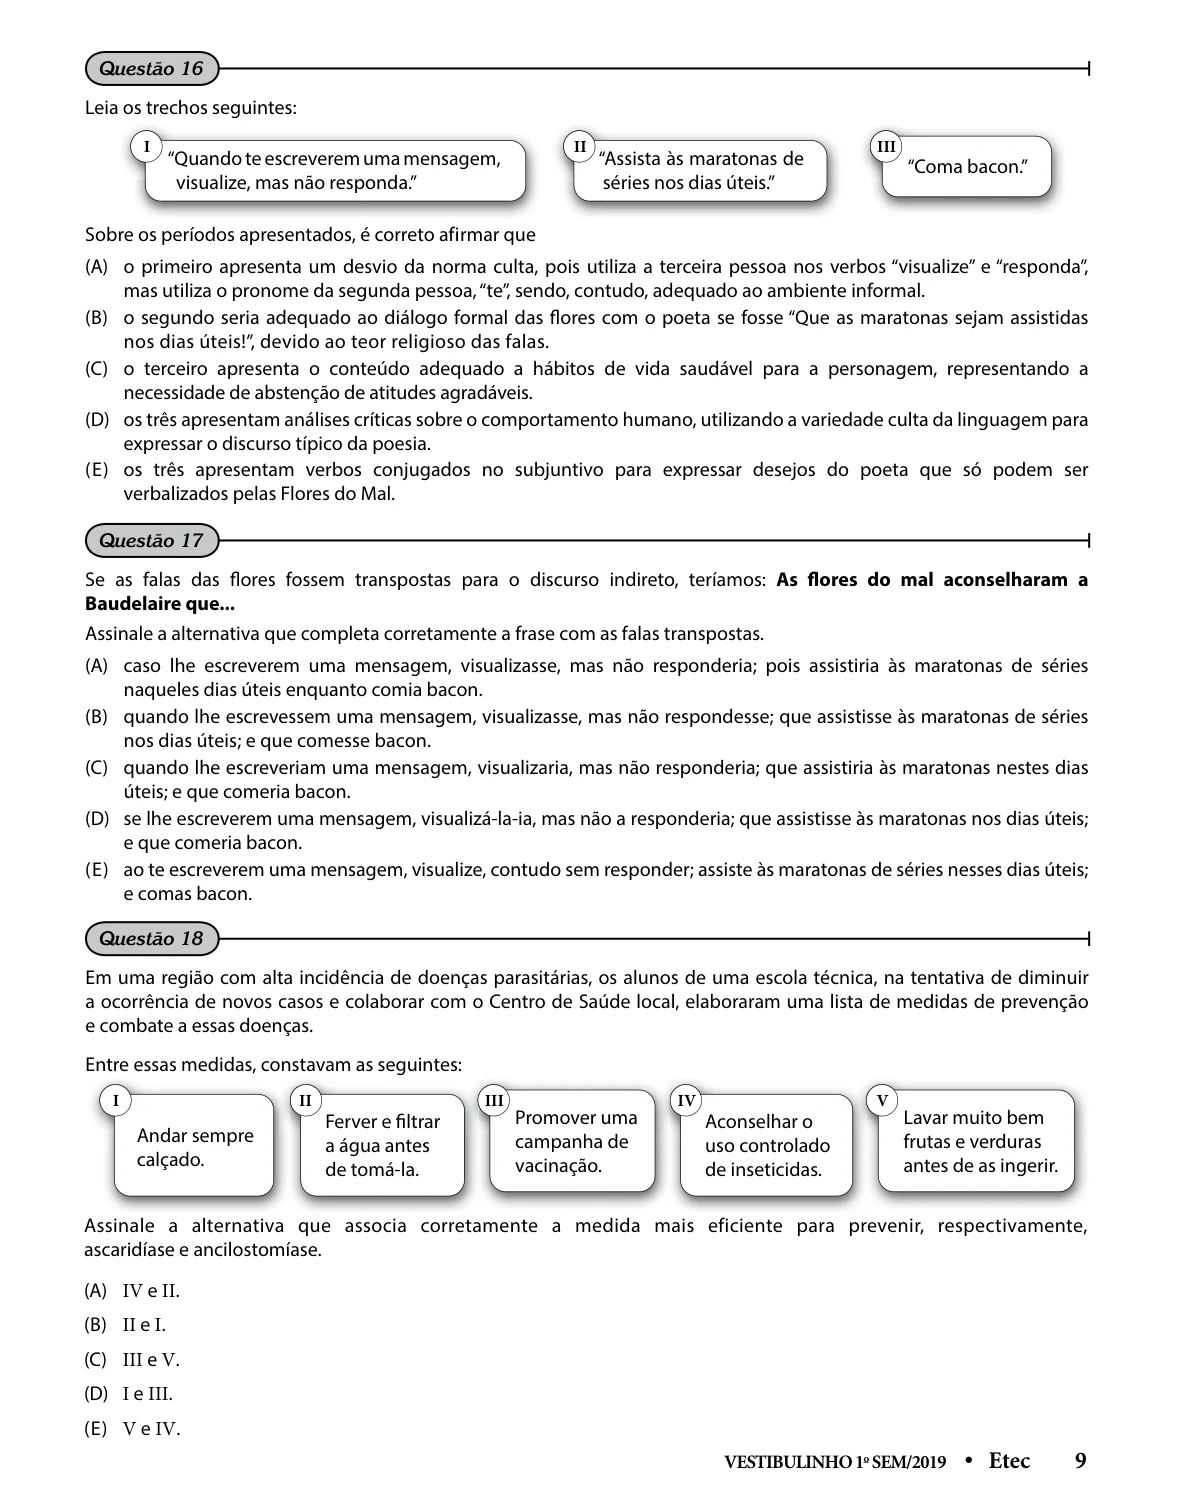 Questão 16
Leia os trechos seguintes:
I
“Quando te escreverem uma mensagem,
visualize, mas não responda.”
II
“Assista às maratonas de
séries nos dias úteis.”
III
“Coma bacon.”
Sobre os períodos apresentados, é correto afirmar que
(A) o primeiro apresenta um desvio da norma culta, pois utiliza a terceira pessoa nos verbos “visualize” e “responda”,
mas utiliza o pronome da segunda pessoa, “te”, sendo, contudo, adequado ao ambiente informal.
(B) o segundo seria adequado ao diálogo formal das flores com o poeta se fosse “Que as maratonas sejam assistidas
nos dias úteis!”, devido ao teor religioso das falas.
(C) o terceiro apresenta o conteúdo adequado a hábitos de vida saudável para a personagem, representando a
necessidade de abstenção de atitudes agradáveis.
(D) os três apresentam análises críticas sobre o comportamento humano, utilizando a variedade culta da linguagem para
expressar o discurso típico da poesia.
(E) os três apresentam verbos conjugados no subjuntivo para expressar desejos do poeta que só podem ser
verbalizados pelas Flores do Mal.
Questão 17
Se as falas das flores fossem transpostas para o discurso indireto, teríamos: As flores do mal aconselharam a
Baudelaire que...
Assinale a alternativa que completa corretamente a frase com as falas transpostas.
(A) caso lhe escreverem uma mensagem, visualizasse, mas não responderia; pois assistiria às maratonas de séries
naqueles dias úteis enquanto comia bacon.
(B) quando lhe escrevessem uma mensagem, visualizasse, mas não respondesse; que assistisse às maratonas de séries
nos dias úteis; e que comesse bacon.
(C) quando lhe escreveriam uma mensagem, visualizaria, mas não responderia; que assistiria às maratonas nestes dias
úteis; e que comeria bacon.
(D) se lhe escreverem uma mensagem, visualizá-la-ia, mas não a responderia; que assistisse às maratonas nos dias úteis;
e que comeria bacon.
(E) ao te escreverem uma mensagem, visualize, contudo sem responder; assiste às maratonas de séries nesses dias úteis;
e comas bacon.
Questão 18
Em uma região com alta incidência de doenças parasitárias, os alunos de uma escola técnica, na tentativa de diminuir
a ocorrência de novos casos e colaborar com o Centro de Saúde local, elaboraram uma lista de medidas de prevenção
e combate a essas doenças.
Entre essas medidas, constavam as seguintes:
I
Andar sempre
calçado.
II
Ferver e filtrar
a água antes
de tomá-la.
III
Promover uma
campanha de
vacinação.
IV
Aconselhar o
uso controlado
de inseticidas.
V
Lavar muito bem
frutas e verduras
antes de as ingerir.
Assinale a alternativa que associa corretamente a medida mais eficiente para prevenir, respectivamente,
ascaridíase e ancilostomíase.
(A) IV e II.
(B) II e I.
(C) III e V.
(D) I e III.
(E) V e IV.
VESTIBULINHO 1º SEM/2019 • Etec 9